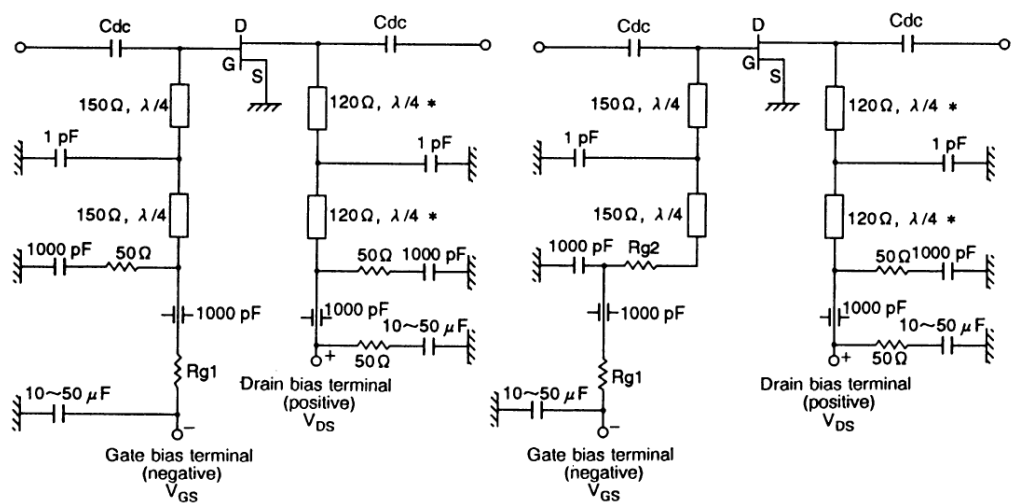 Cdc
D
Cdc
G
S
150Ω, λ/4
120Ω, λ/4 *
1 pF
1 pF
150Ω, λ/4
120Ω, λ/4 *
1000 pF
50Ω
50Ω
1000 pF
1000 pF
1000 pF
10~50 μF
50Ω
Rg1
+
Drain bias terminal
(positive)
VDS
10~50 μF
−
Gate bias terminal
(negative)
VGS
Cdc
D
Cdc
G
S
150Ω, λ/4
120Ω, λ/4 *
1 pF
1 pF
150Ω, λ/4
120Ω, λ/4 *
1000 pF
Rg2
50Ω
1000 pF
1000 pF
1000 pF
10~50 μF
50Ω
Rg1
+
Drain bias terminal
(positive)
VDS
10~50 μF
−
Gate bias terminal
(negative)
VGS